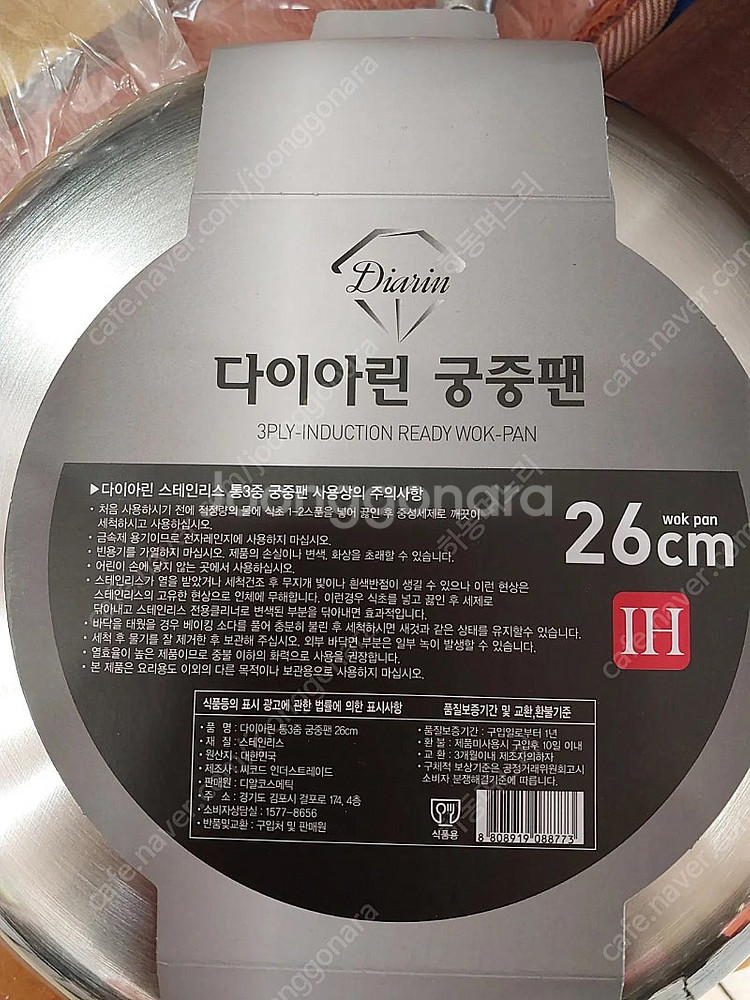 Diarin
다이아린 궁중팬
3PLY-INDUCTION READY WOK-PAN
▶다이아린 스테인리스 통3중 궁중팬 사용상의 주의사항
• 처음 사용하시기 전에 적정량의 물에 식초 1-2스푼을 넣어 끓인 후 중성세제로 깨끗이
세척하시고 사용하십시오.
• 금속제 용기이므로 전자레인지에 사용하지 마십시오.
• 빈용기를 가열하지 마십시오. 제품의 손실이나 변색, 화상을 초래할 수 있습니다.
• 어린이 손에 닿지 않는 곳에서 사용하십시오.
• 스테인리스가 열을 받았거나 세척건조 후 무지개 빛이나 흰색반점이 생길 수 있으나 이런 현상은
스테인리스의 고유한 현상으로 인체에 무해합니다. 이런경우 식초를 넣고 끓인 후 세제로
닦아내고 스테인리스 전용클리너로 변색된 부분을 닦아내면 효과적입니다.
• 바닥을 태웠을 경우 베이킹 소다를 풀어 충분히 불린 후 세척하시면 새것과 같은 상태를 유지할수 있습니다.
• 세척 후 물기를 잘 제거한 후 보관해 주십시오. 외부 바닥면 부분은 일부 녹이 발생할 수 있습니다.
• 열효율이 높은 제품이므로 중불 이하의 화력으로 사용을 권장합니다.
• 본 제품은 요리용도 이외의 다른 목적이나 보관용으로 사용하지 마십시오.
wok pan
26cm
IH
식품등의 표시 광고에 관한 법률에 의한 표시사항
• 품 명 : 다이아린 통3중 궁중팬 26cm
• 재 질 : 스테인리스
• 원산지 : 대한민국
• 제조사 : 씨코드 인더스트레이드
• 판매원 : 디알코스메틱
• 주 소 : 경기도 김포시 결포로 174, 4층
• 소비자상담실 : 1577-8656
• 반품및교환 : 구입처 및 판매원
품질보증기간 및 교환,환불기준
• 품질보증기간 : 구입일로부터 1년
• 환 불 : 제품미사용시 구입후 10일 이내
• 교 환 : 3개월이내 제조자의하자
• 구체적 보상기준은 공정거래위원회고시
소비자 분쟁해결기준에 따릅니다.
식품용
8 808919 088773
joonggonara
cafe.naver.com/joonggonara